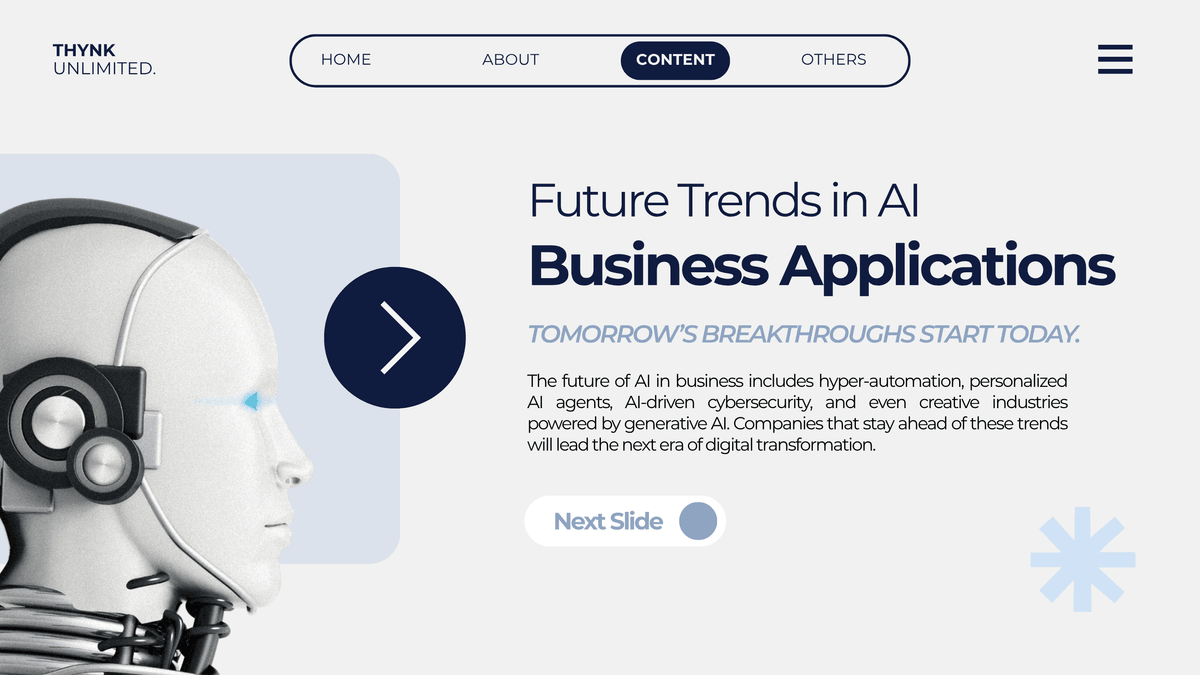 THYNK
UNLIMITED.
HOME
ABOUT
CONTENT
OTHERS
Future Trends in AI
Business Applications
TOMORROW’S BREAKTHROUGHS START TODAY.
The future of AI in business includes hyper-automation, personalized
AI agents, AI-driven cybersecurity, and even creative industries
powered by generative AI. Companies that stay ahead of these trends
will lead the next era of digital transformation.
Next Slide